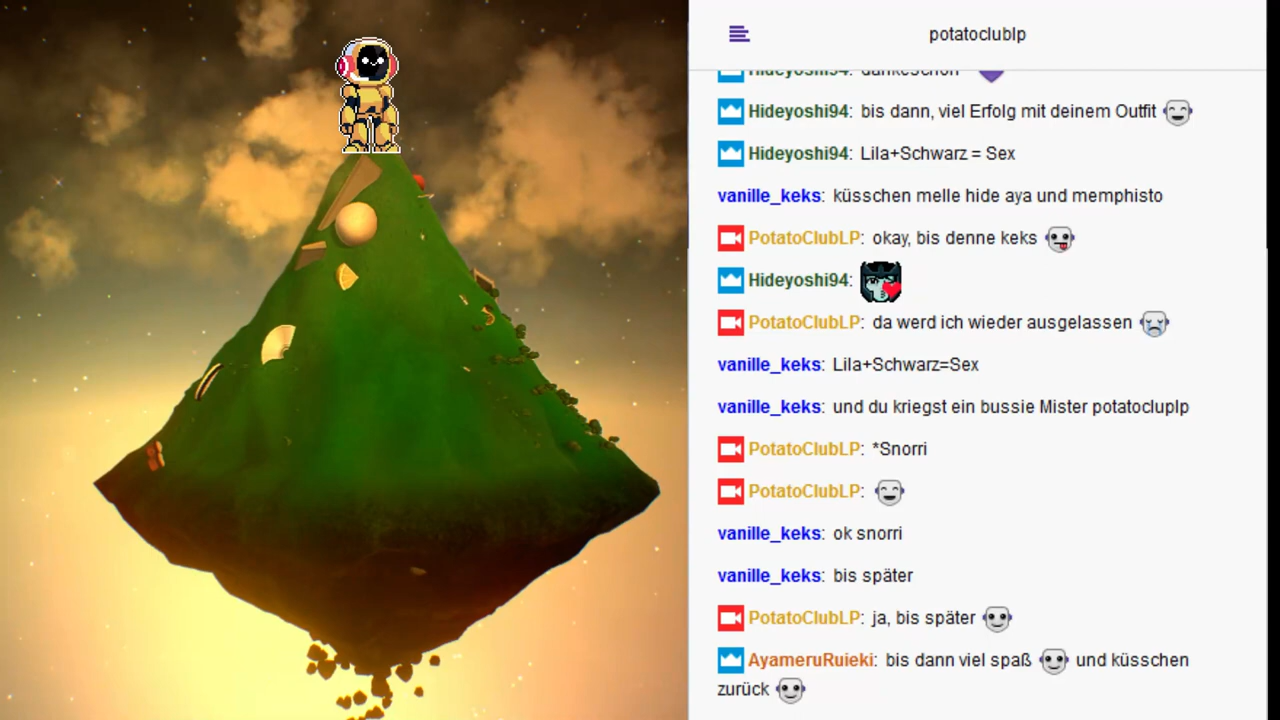 potatoclublp
Hideyoshi94: dankeschön
Hideyoshi94: bis dann, viel Erfolg mit deinem Outfit
Hideyoshi94: Lila+Schwarz = Sex
vanille_keks: küsschen melle hide aya und memphisto
PotatoClubLP: okay, bis denne keks
Hideyoshi94:
PotatoClubLP: da werd ich wieder ausgelassen
vanille_keks: Lila+Schwarz=Sex
vanille_keks: und du kriegst ein bussie Mister potatocluplp
PotatoClubLP: *Snorri
PotatoClubLP:
vanille_keks: ok snorri
vanille_keks: bis später
PotatoClubLP: ja, bis später
AyameruRuieki: bis dann viel spaß und küsschen
zurück